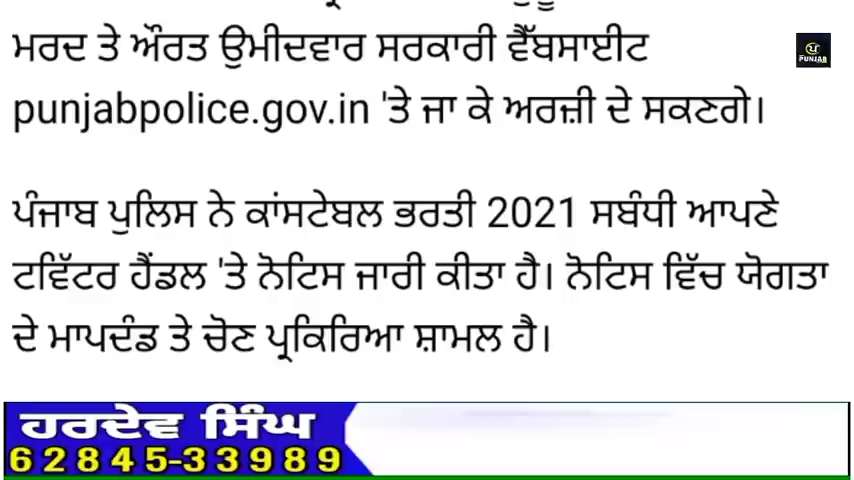 ਮਰਦ ਤੇ ਔਰਤ ਉਮੀਦਵਾਰ ਸਰਕਾਰੀ ਵੈੱਬਸਾਈਟ
punjabpolice.gov.in 'ਤੇ ਜਾ ਕੇ ਅਰਜ਼ੀ ਦੇ ਸਕਣਗੇ।
ਪੰਜਾਬ ਪੁਲਿਸ ਨੇ ਕਾਂਸਟੇਬਲ ਭਰਤੀ 2021 ਸਬੰਧੀ ਆਪਣੇ
ਟਵਿੱਟਰ ਹੈਂਡਲ 'ਤੇ ਨੋਟਿਸ ਜਾਰੀ ਕੀਤਾ ਹੈ। ਨੋਟਿਸ ਵਿੱਚ ਯੋਗਤਾ
ਦੇ ਮਾਪਦੰਡ ਤੇ ਚੋਣ ਪ੍ਰਕਿਰਿਆ ਸ਼ਾਮਲ ਹੈ।
ਹਰਦੇਵ ਸਿੰਘ
62845-33989
PUNJAB